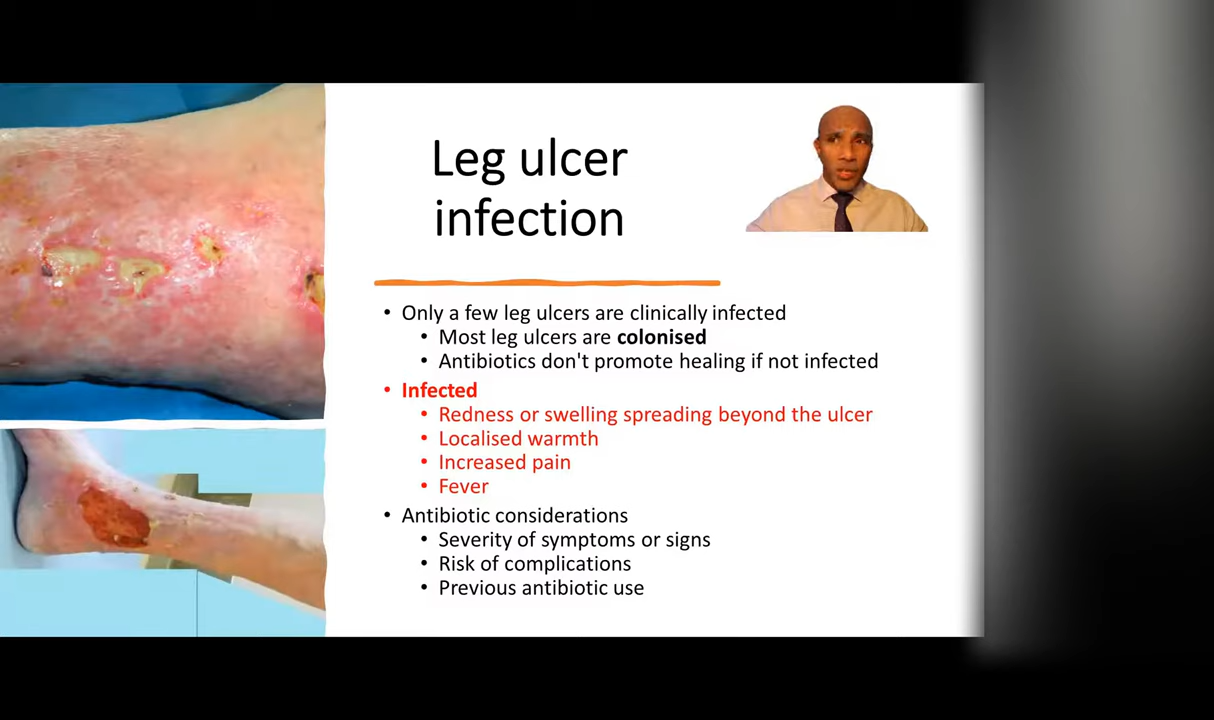 Leg ulcer
infection
• Only a few leg ulcers are clinically infected
• Most leg ulcers are colonised
• Antibiotics don't promote healing if not infected
• Infected
• Redness or swelling spreading beyond the ulcer
• Localised warmth
• Increased pain
• Fever
• Antibiotic considerations
• Severity of symptoms or signs
• Risk of complications
• Previous antibiotic use